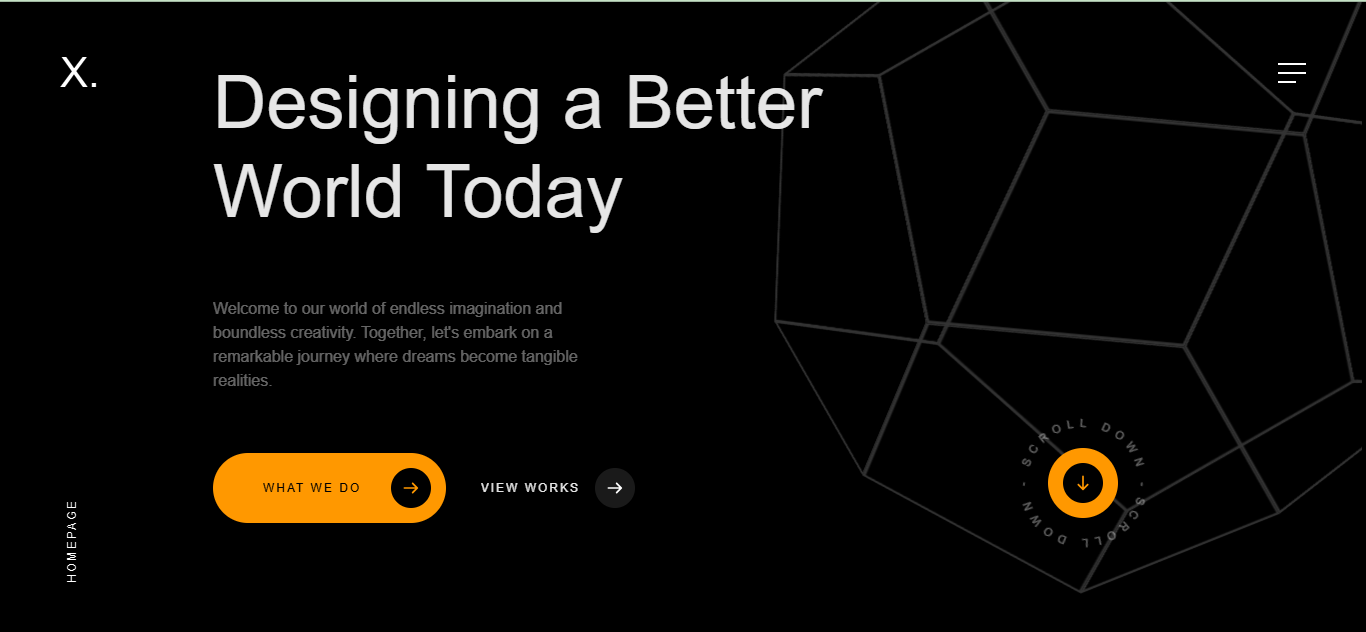 X.
Designing a Better
World Today
Welcome to our world of endless imagination and
boundless creativity. Together, let's embark on a
remarkable journey where dreams become tangible
realities.
WHAT WE DO
VIEW WORKS
SCROLL DOWN - SCROLL DOWN -
HOMEPAGE